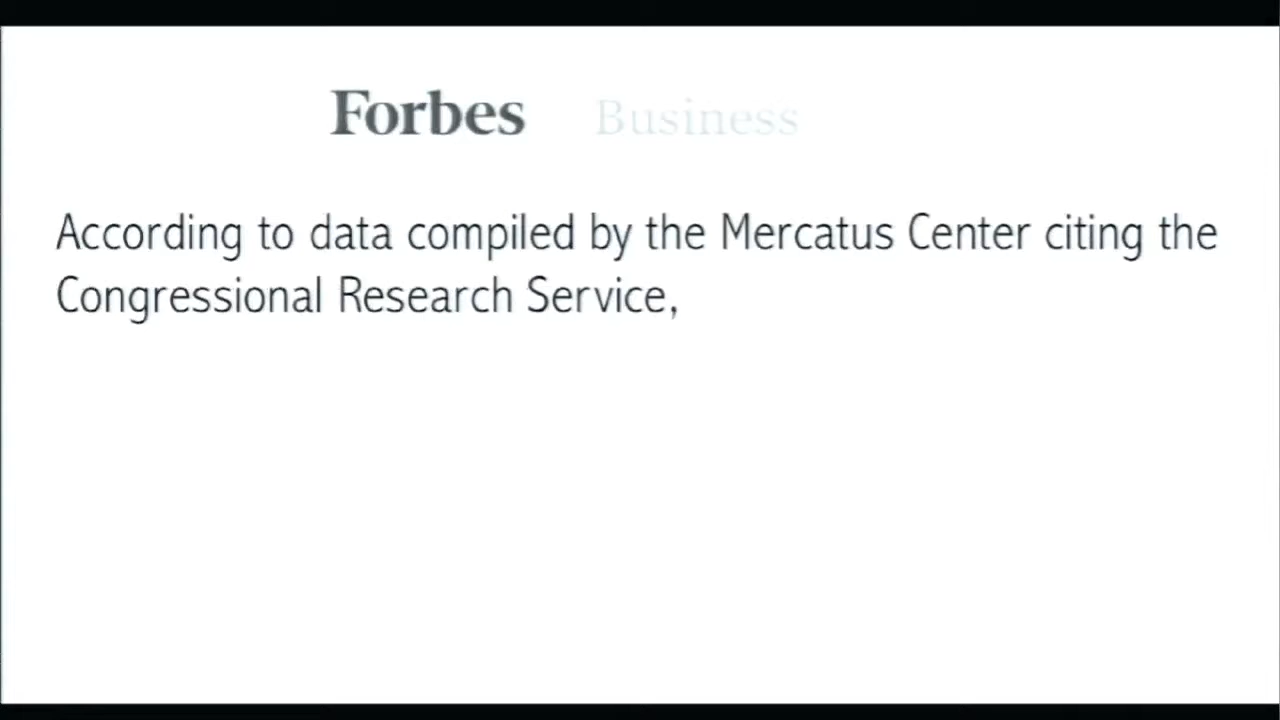 Forbes Business
According to data compiled by the Mercatus Center citing the
Congressional Research Service,